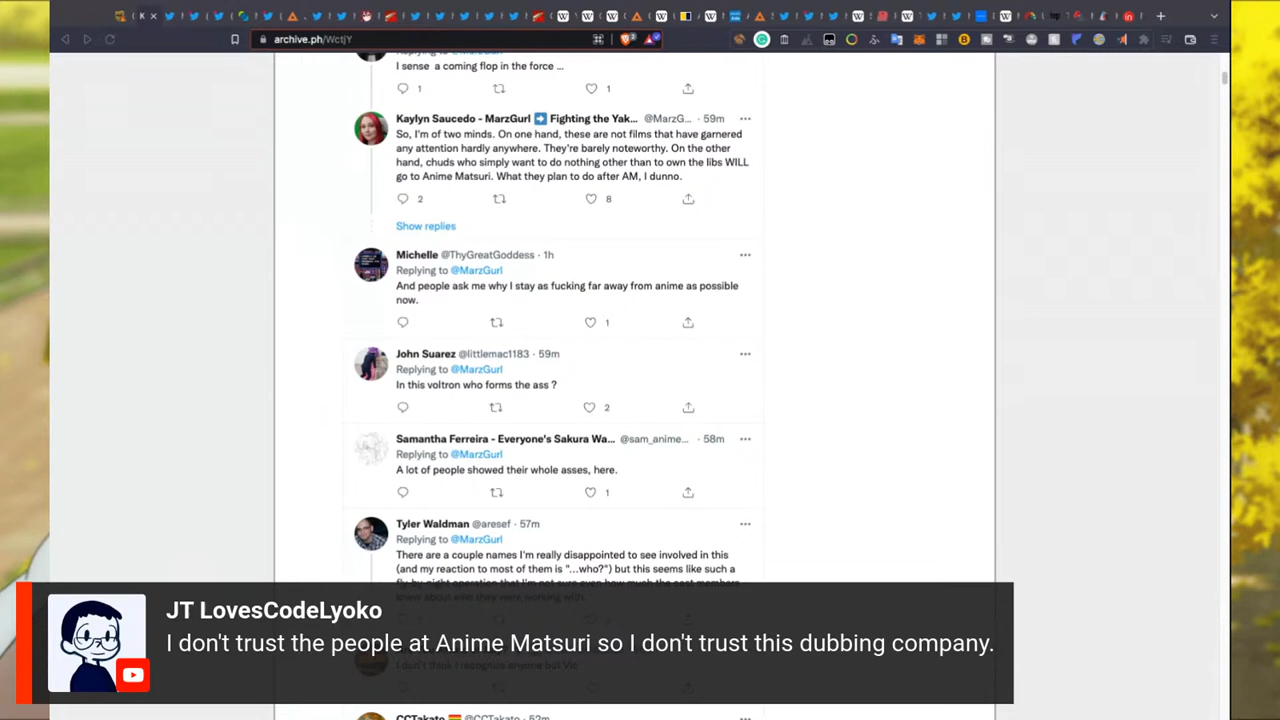 archive.ph/WctjY
I sense a coming flop in the force ...
1
1
Kaylyn Saucedo - MarzGurl ➡ Fighting the Yak... @MarzG... · 59m
So, I'm of two minds. On one hand, these are not films that have garnered
any attention hardly anywhere. They're barely noteworthy. On the other
hand, chuds who simply want to do nothing other than to own the libs WILL
go to Anime Matsuri. What they plan to do after AM, I dunno.
2
8
Show replies
Michelle @ThyGreatGoddess · 1h
Replying to @MarzGurl
And people ask me why I stay as fucking far away from anime as possible
now.
1
John Suarez @littlemac1183 · 59m
Replying to @MarzGurl
In this voltron who forms the ass ?
2
Samantha Ferreira - Everyone's Sakura Wa... @sam_anime... · 58m
Replying to @MarzGurl
A lot of people showed their whole asses, here.
1
Tyler Waldman @aresef · 57m
Replying to @MarzGurl
There are a couple names I'm really disappointed to see involved in this
(and my reaction to most of them is "...who?") but this seems like such a
fly-by-night operation that I'm not sure even how much the cast members
knew about who they were working with.
JT LovesCodeLyoko
I don't trust the people at Anime Matsuri so I don't trust this dubbing company.
I don't think I recognize anyone but Vic
CCTakato @CCTakato · 52m